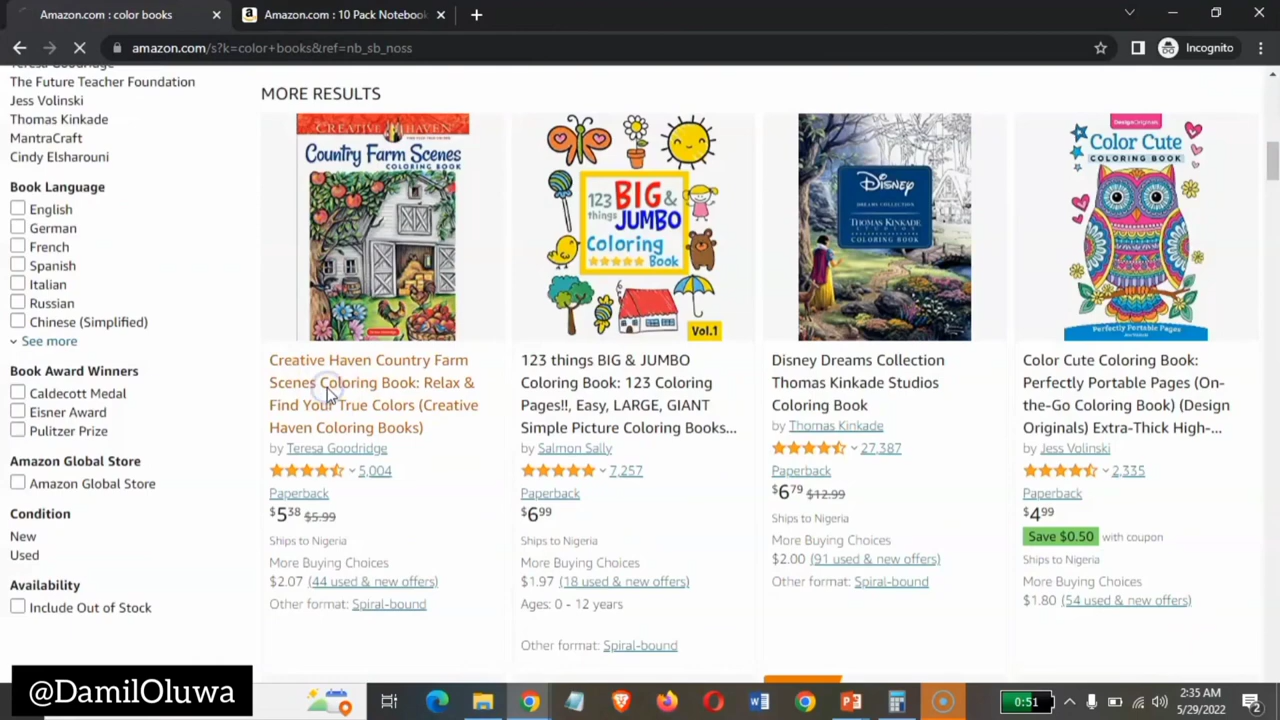 Amazon.com : color books
Amazon.com : 10 Pack Notebook
amazon.com/s?k=color+books&ref=nb_sb_noss
Incognito
The Future Teacher Foundation
Jess Volinski
Thomas Kinkade
MantraCraft
Cindy Elsharouni
Book Language
English
German
French
Spanish
Italian
Russian
Chinese (Simplified)
See more
Book Award Winners
Caldecott Medal
Eisner Award
Pulitzer Prize
Amazon Global Store
Amazon Global Store
Condition
New
Used
Availability
Include Out of Stock
MORE RESULTS
CREATIVE HAVEN
Country Farm
Scenes
COLORING BOOK
Creative Haven Country Farm
Scenes Coloring Book: Relax &
Find Your True Colors (Creative
Haven Coloring Books)
by Teresa Goodridge
5,004
Paperback
$5.38 $5.99
Ships to Nigeria
More Buying Choices
$2.07 (44 used & new offers)
Other format: Spiral-bound
123 BIG &
things JUMBO
Coloring
Book
Vol.1
123 things BIG & JUMBO
Coloring Book: 123 Coloring
Pages!!, Easy, LARGE, GIANT
Simple Picture Coloring Books...
by Salmon Sally
7,257
Paperback
$6.99
Ships to Nigeria
More Buying Choices
$1.97 (18 used & new offers)
Ages: 0 - 12 years
Other format: Spiral-bound
Disney
DREAMS COLLECTION
THOMAS KINKADE
STUDIOS
COLORING BOOK
Disney Dreams Collection
Thomas Kinkade Studios
Coloring Book
by Thomas Kinkade
27,387
Paperback
$6.79 $12.99
Ships to Nigeria
More Buying Choices
$2.00 (91 used & new offers)
Other format: Spiral-bound
Design Originals
Color Cute
COLORING BOOK
Perfectly Portable Pages
Color Cute Coloring Book:
Perfectly Portable Pages (On-
the-Go Coloring Book) (Design
Originals) Extra-Thick High-...
by Jess Volinski
2,335
Paperback
$4.99
Save $0.50 with coupon
Ships to Nigeria
More Buying Choices
$1.80 (54 used & new offers)
@DamilOluwa
0:51
2:35 AM
5/29/2022
2